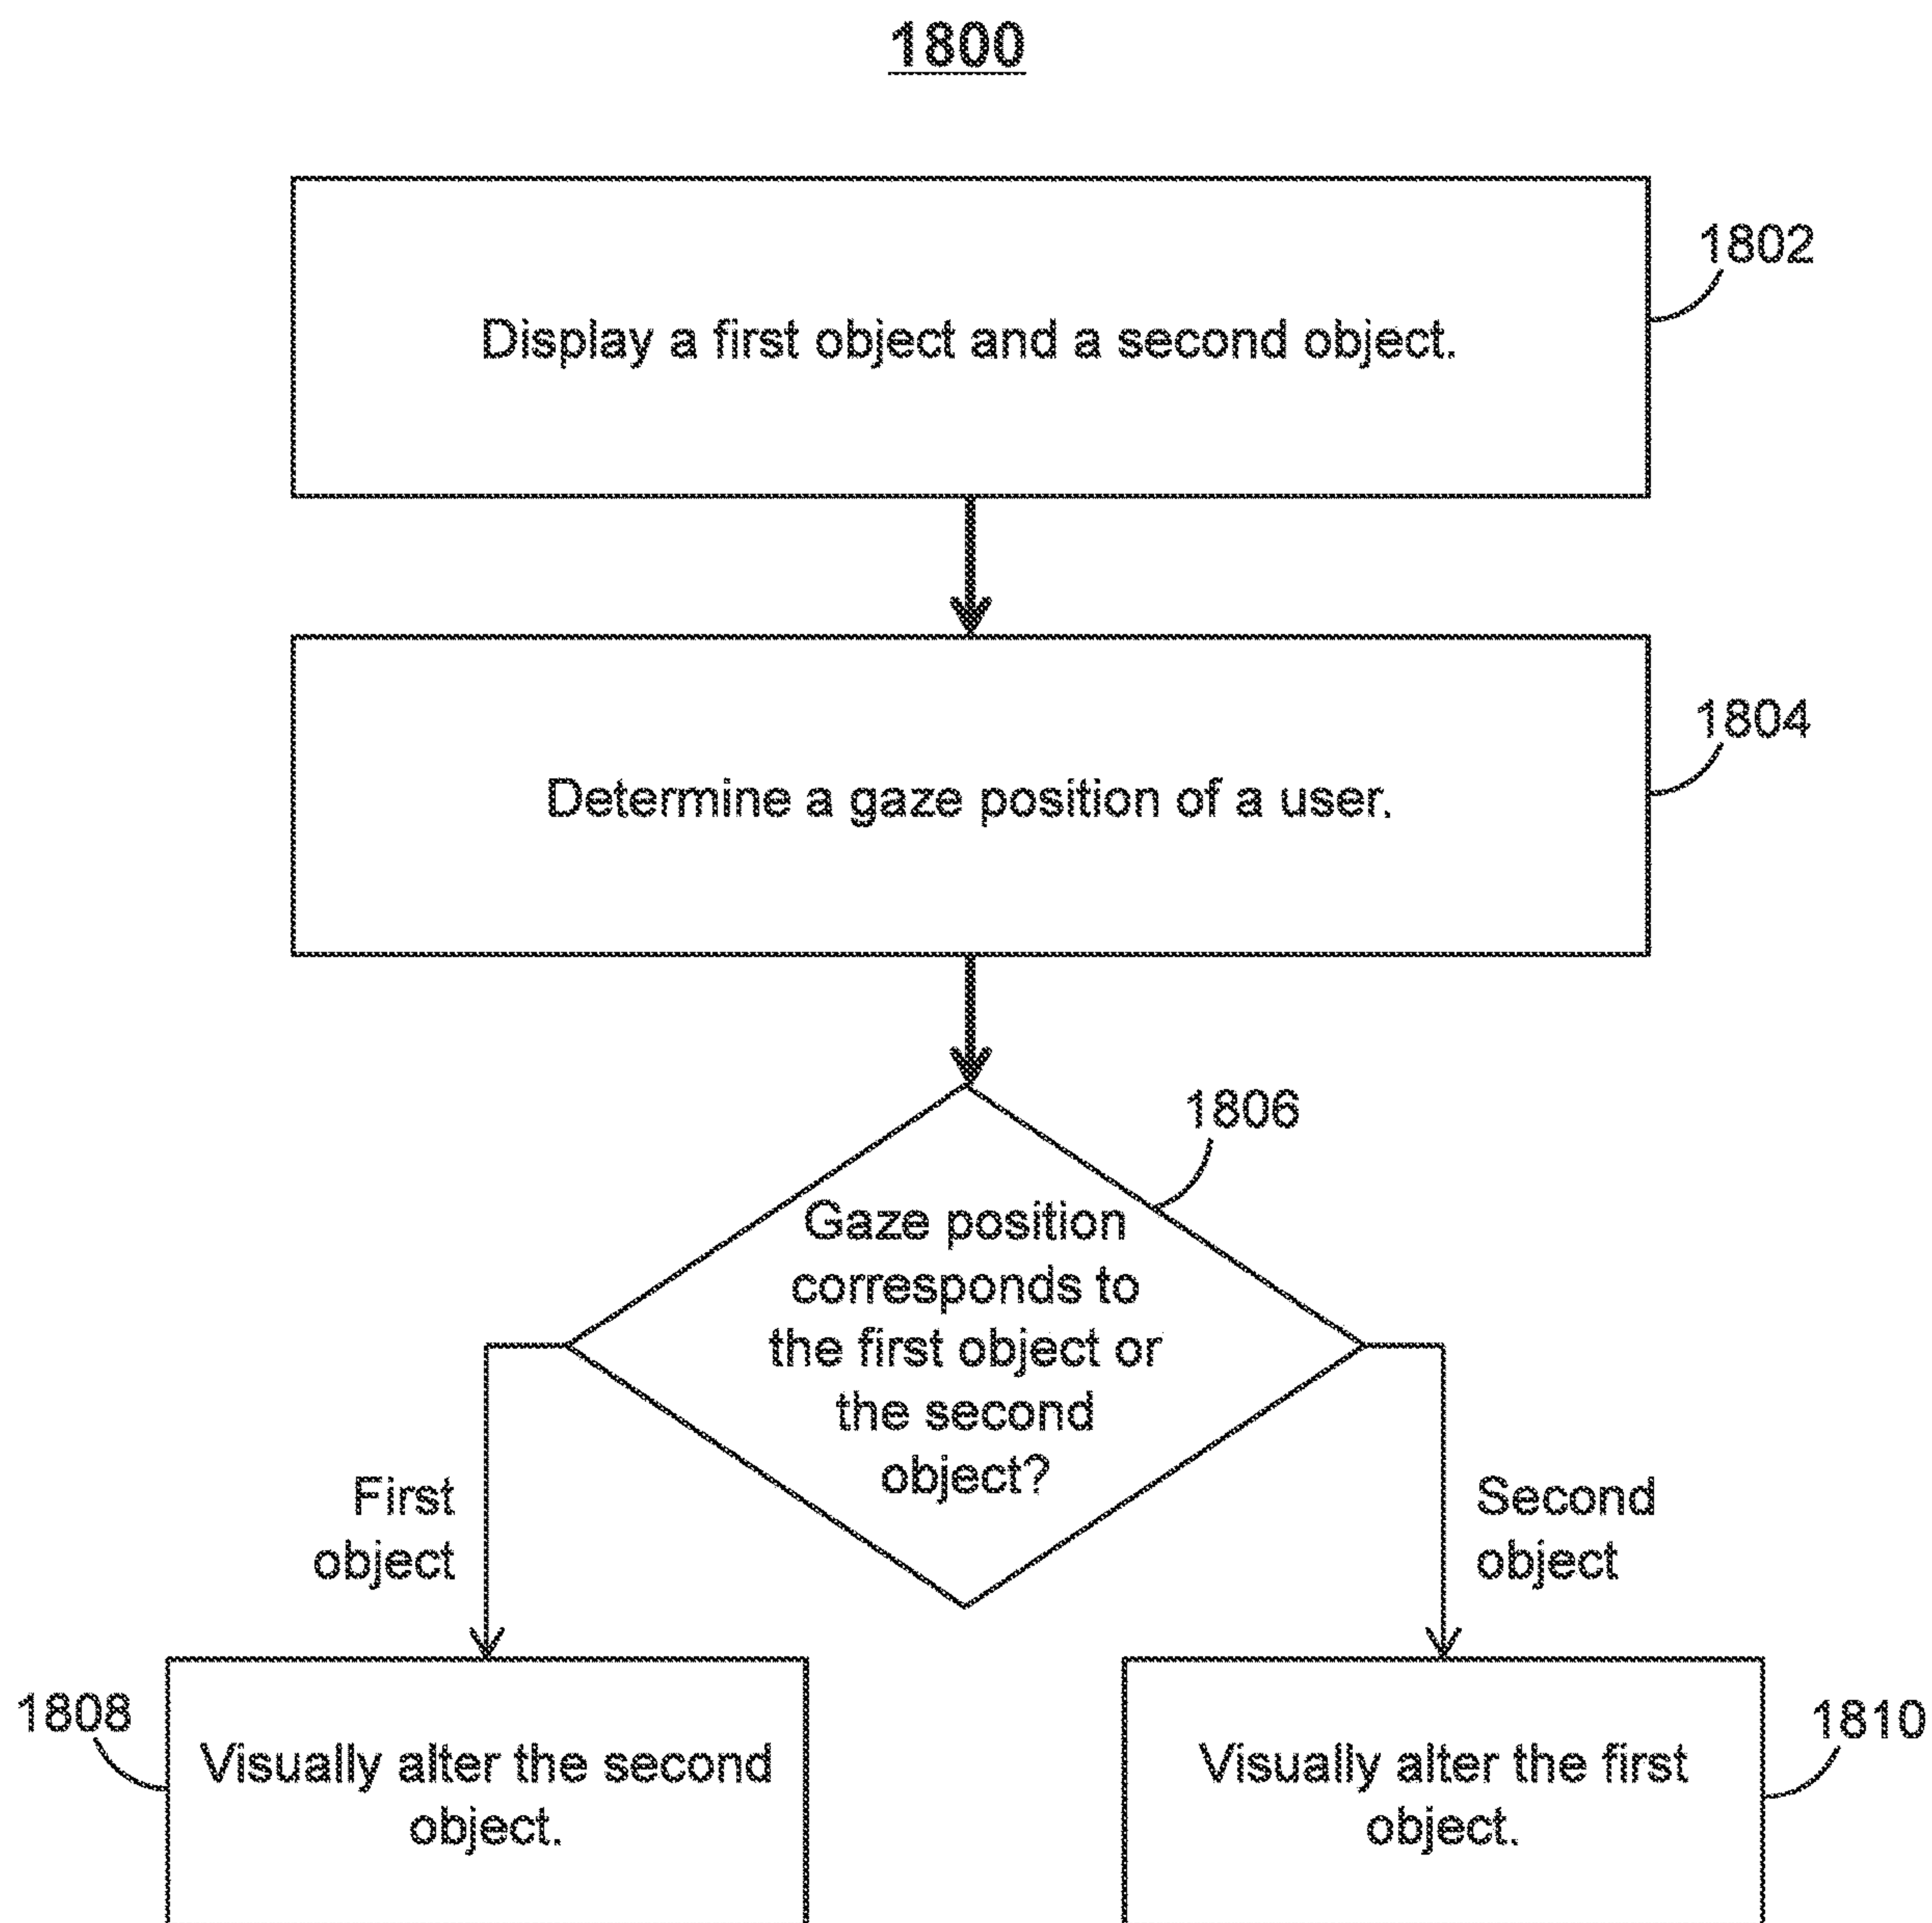 1800
1802
Display a first object and a second object.
1804
Determine a gaze position of a user.
1806
Gaze position
corresponds to
the first object or
the second
object?
First
object
Second
object
1808
Visually alter the second
object.
1810
Visually alter the first
object.